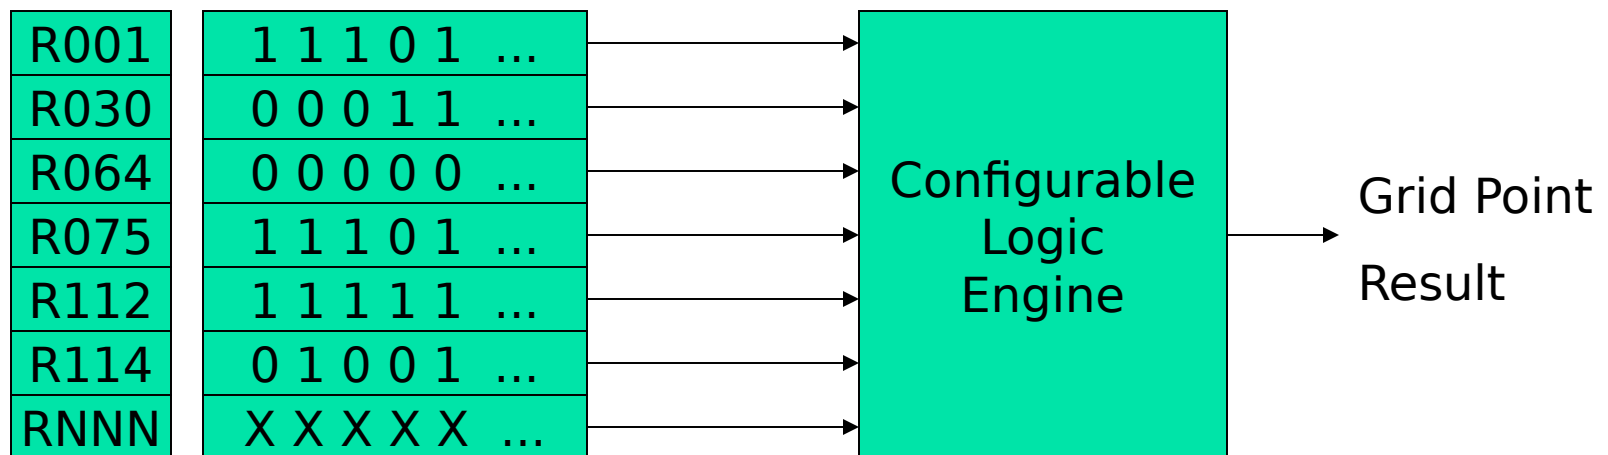 R001 1 1 1 0 1 ...
R030 0 0 0 1 1 ...
R064 0 0 0 0 0 ...
R075 1 1 1 0 1 ...
R112 1 1 1 1 1 ...
R114 0 1 0 0 1 ...
RNNN X X X X X ...
Configurable
Logic
Engine
Grid Point
Result